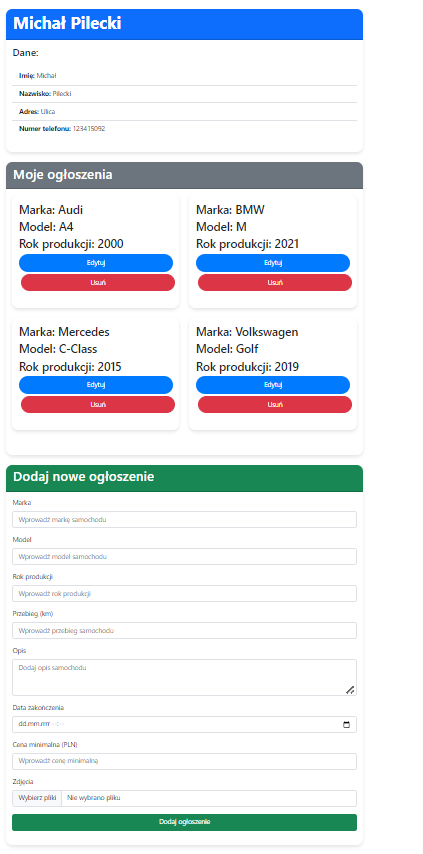 Michał Pilecki
Dane:
Imię: Michał
Nazwisko: Pilecki
Adres: Ulica
Numer telefonu: 123415092
Moje ogłoszenia
Marka: Audi
Model: A4
Rok produkcji: 2000
Edytuj
Usuń
Marka: BMW
Model: M
Rok produkcji: 2021
Edytuj
Usuń
Marka: Mercedes
Model: C-Class
Rok produkcji: 2015
Edytuj
Usuń
Marka: Volkswagen
Model: Golf
Rok produkcji: 2019
Edytuj
Usuń
Dodaj nowe ogłoszenie
Marka
Wprowadź markę samochodu
Model
Wprowadź model samochodu
Rok produkcji
Wprowadź rok produkcji
Przebieg (km)
Wprowadź przebieg samochodu
Opis
Dodaj opis samochodu
Data zakończenia
dd.mm.rrrr --:--
Cena minimalna (PLN)
Wprowadź cenę minimalną
Zdjęcia
Wybierz pliki Nie wybrano pliku
Dodaj ogłoszenie